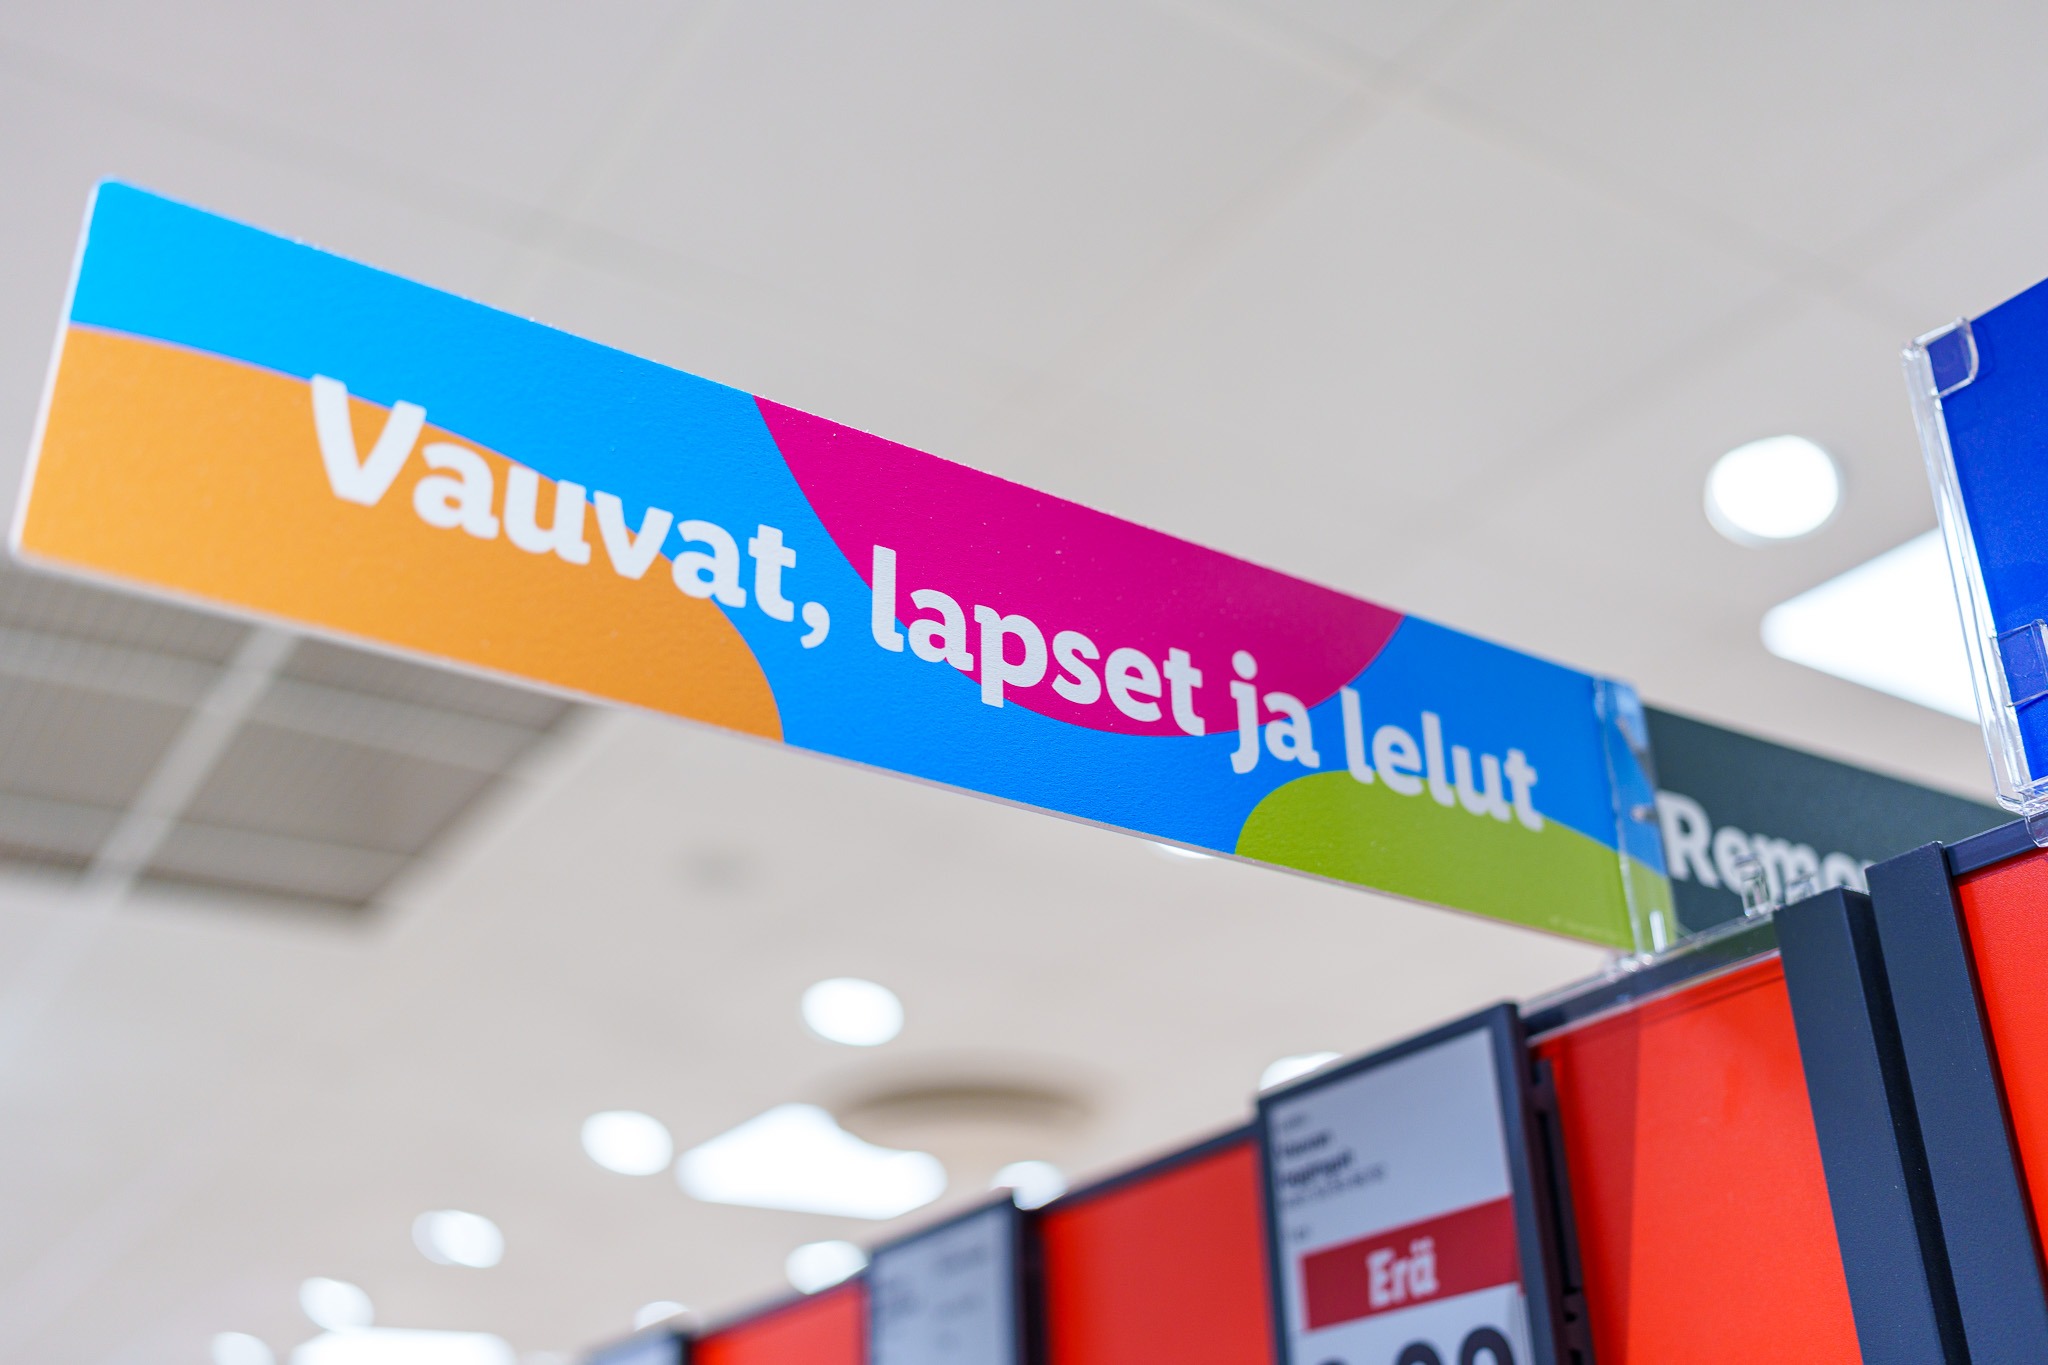 Vauvat, lapset ja lelut
Erä